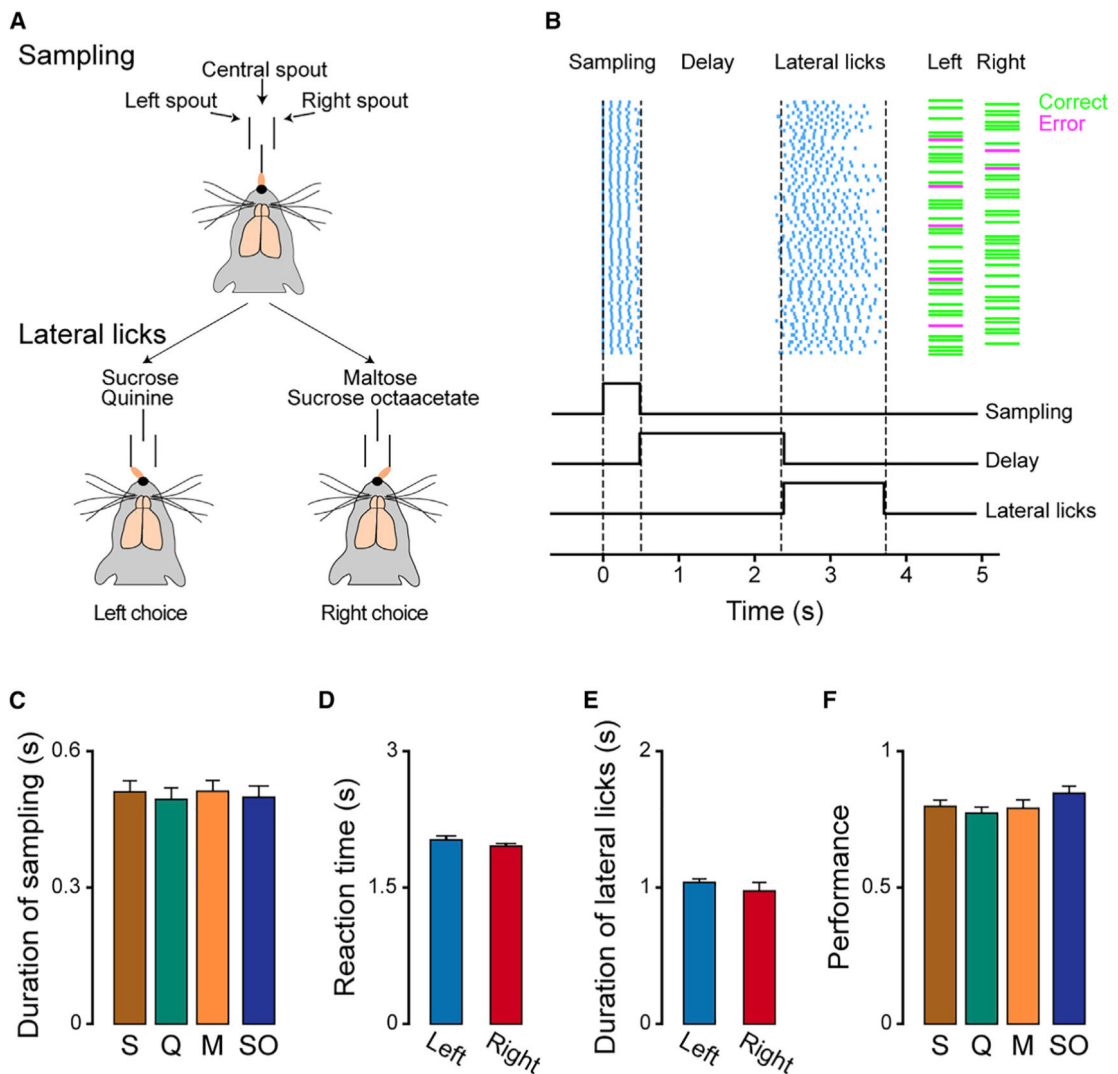 A
Sampling
Central spout
Left spout
Right spout
Lateral licks
Sucrose
Quinine
Maltose
Sucrose octaacetate
Left choice
Right choice
B
Sampling Delay Lateral licks Left Right
Correct
Error
Sampling
Delay
Lateral licks
0 1 2 3 4 5
Time (s)
C
Duration of sampling (s)
0.6
0.3
0
S Q M SO
D
Reaction time (s)
3
1.5
0
Left Right
E
Duration of lateral licks (s)
2
1
0
Left Right
F
Performance
1
0.5
0
S Q M SO